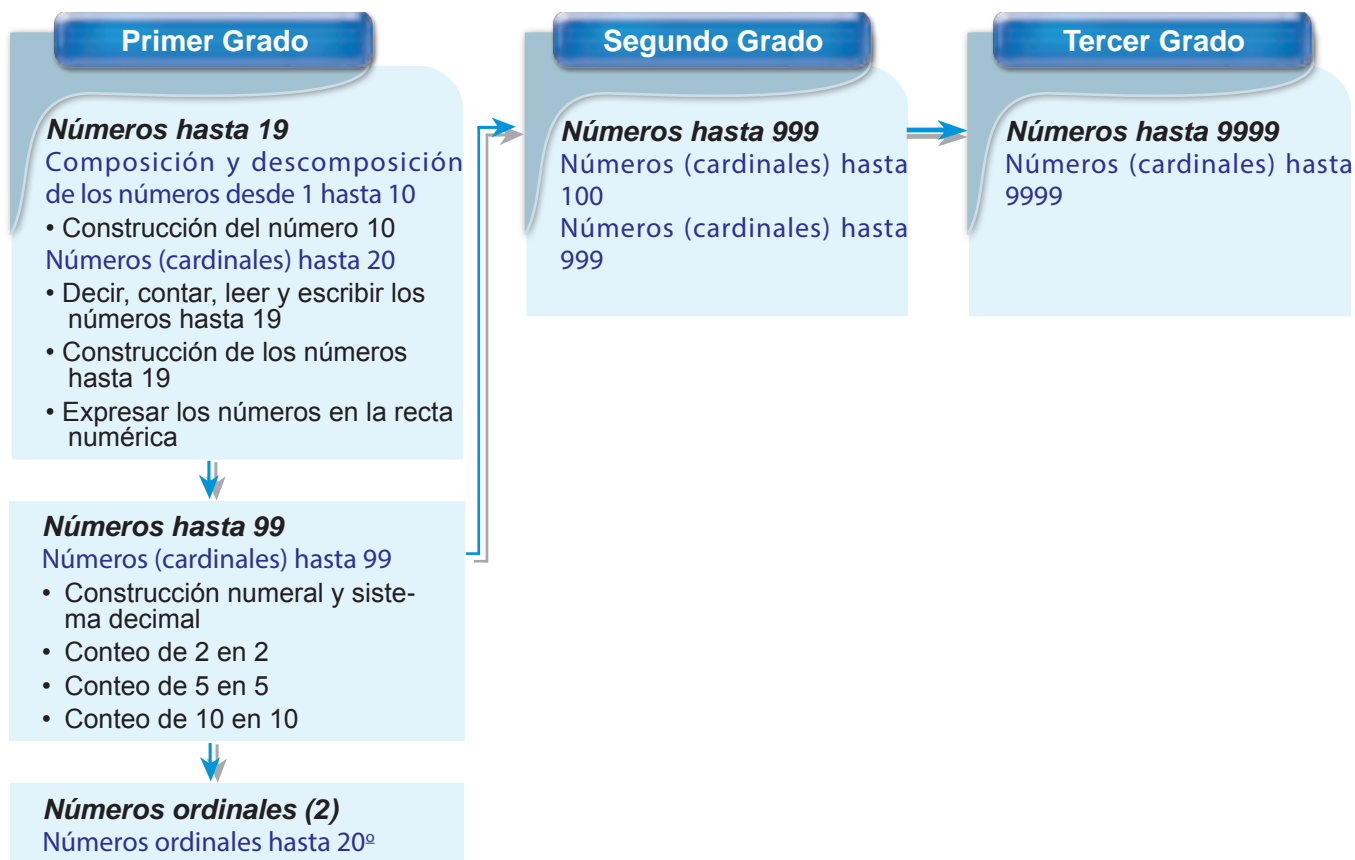 Primer Grado
Números hasta 19
Composición y descomposición
de los números desde 1 hasta 10
• Construcción del número 10
Números (cardinales) hasta 20
• Decir, contar, leer y escribir los
números hasta 19
• Construcción de los números
hasta 19
• Expresar los números en la recta
numérica
Números hasta 99
Números (cardinales) hasta 99
• Construcción numeral y siste-
ma decimal
• Conteo de 2 en 2
• Conteo de 5 en 5
• Conteo de 10 en 10
Números ordinales (2)
Números ordinales hasta 20º
Segundo Grado
Números hasta 999
Números (cardinales) hasta
100
Números (cardinales) hasta
999
Tercer Grado
Números hasta 9999
Números (cardinales) hasta
9999